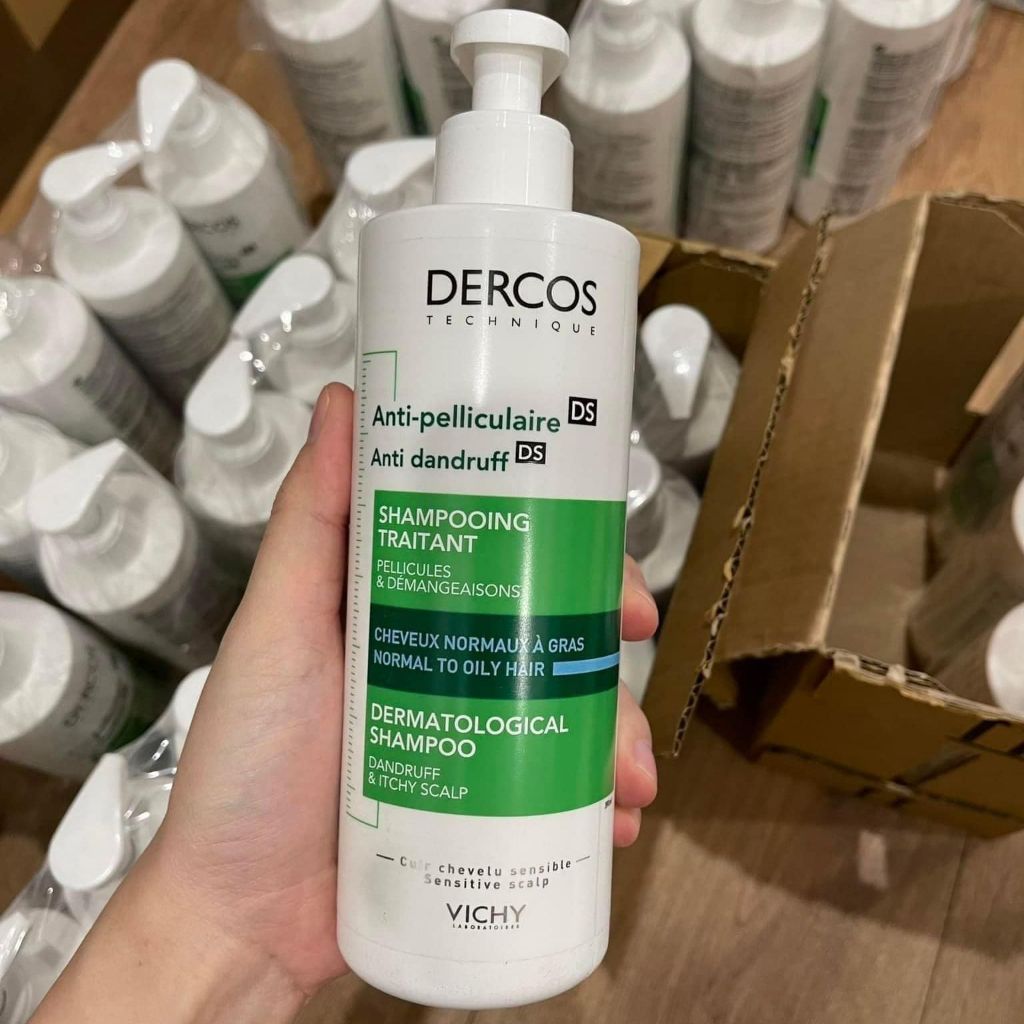 DERCOS
TECHNIQUE
Anti-pelliculaire DS
Anti dandruff DS
SHAMPOOING
TRAITANT
PELLICULES
& DÉMANGEAISONS
CHEVEUX NORMAUX À GRAS
NORMAL TO OILY HAIR
DERMATOLOGICAL
SHAMPOO
DANDRUFF
& ITCHY SCALP
Cuir chevelu sensible
Sensitive scalp
VICHY
LABORATOIRES